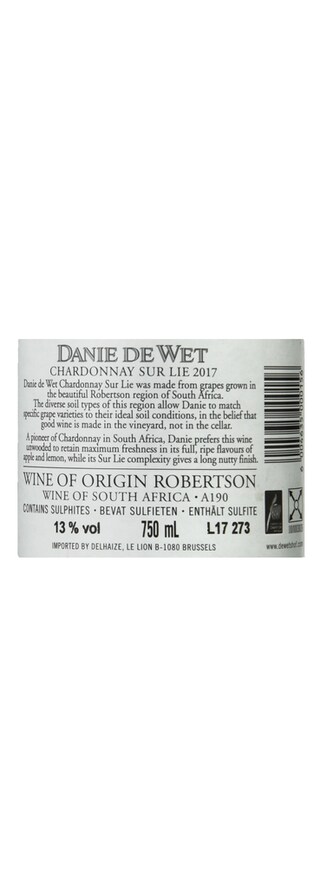 DANIE DE WET
CHARDONNAY SUR LIE 2017
Danie de Wet Chardonnay Sur Lie was made from grapes grown in
the beautiful Robertson region of South Africa.
The diverse soil types of this region allow Danie to match
specific grape varieties to their ideal soil conditions, in the belief that
good wine is made in the vineyard, not in the cellar.
A pioneer of Chardonnay in South Africa, Danie prefers this wine
unwooded to retain maximum freshness in its full, ripe flavours of
apple and lemon, while its Sur Lie complexity gives a long nutty finish.
WINE OF ORIGIN ROBERTSON
WINE OF SOUTH AFRICA · A190
CONTAINS SULPHITES · BEVAT SULFIETEN · ENTHÄLT SULFITE
13 % vol 750 mL L17 273
IMPORTED BY DELHAIZE, LE LION B-1080 BRUSSELS